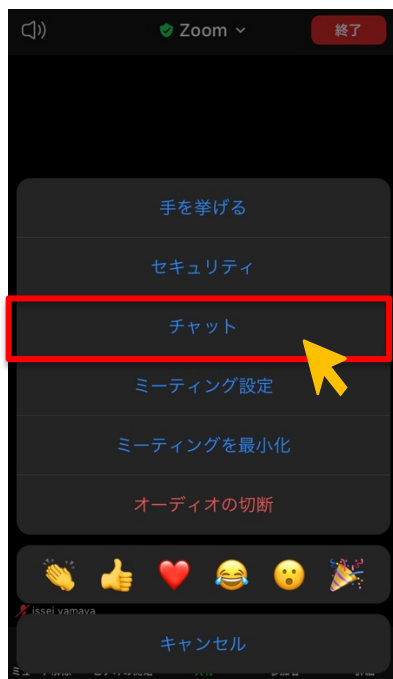 Zoom
終了
手を挙げる
セキュリティ
チャット
ミーティング設定
ミーティングを最小化
オーディオの切断
issei yamaya
キャンセル